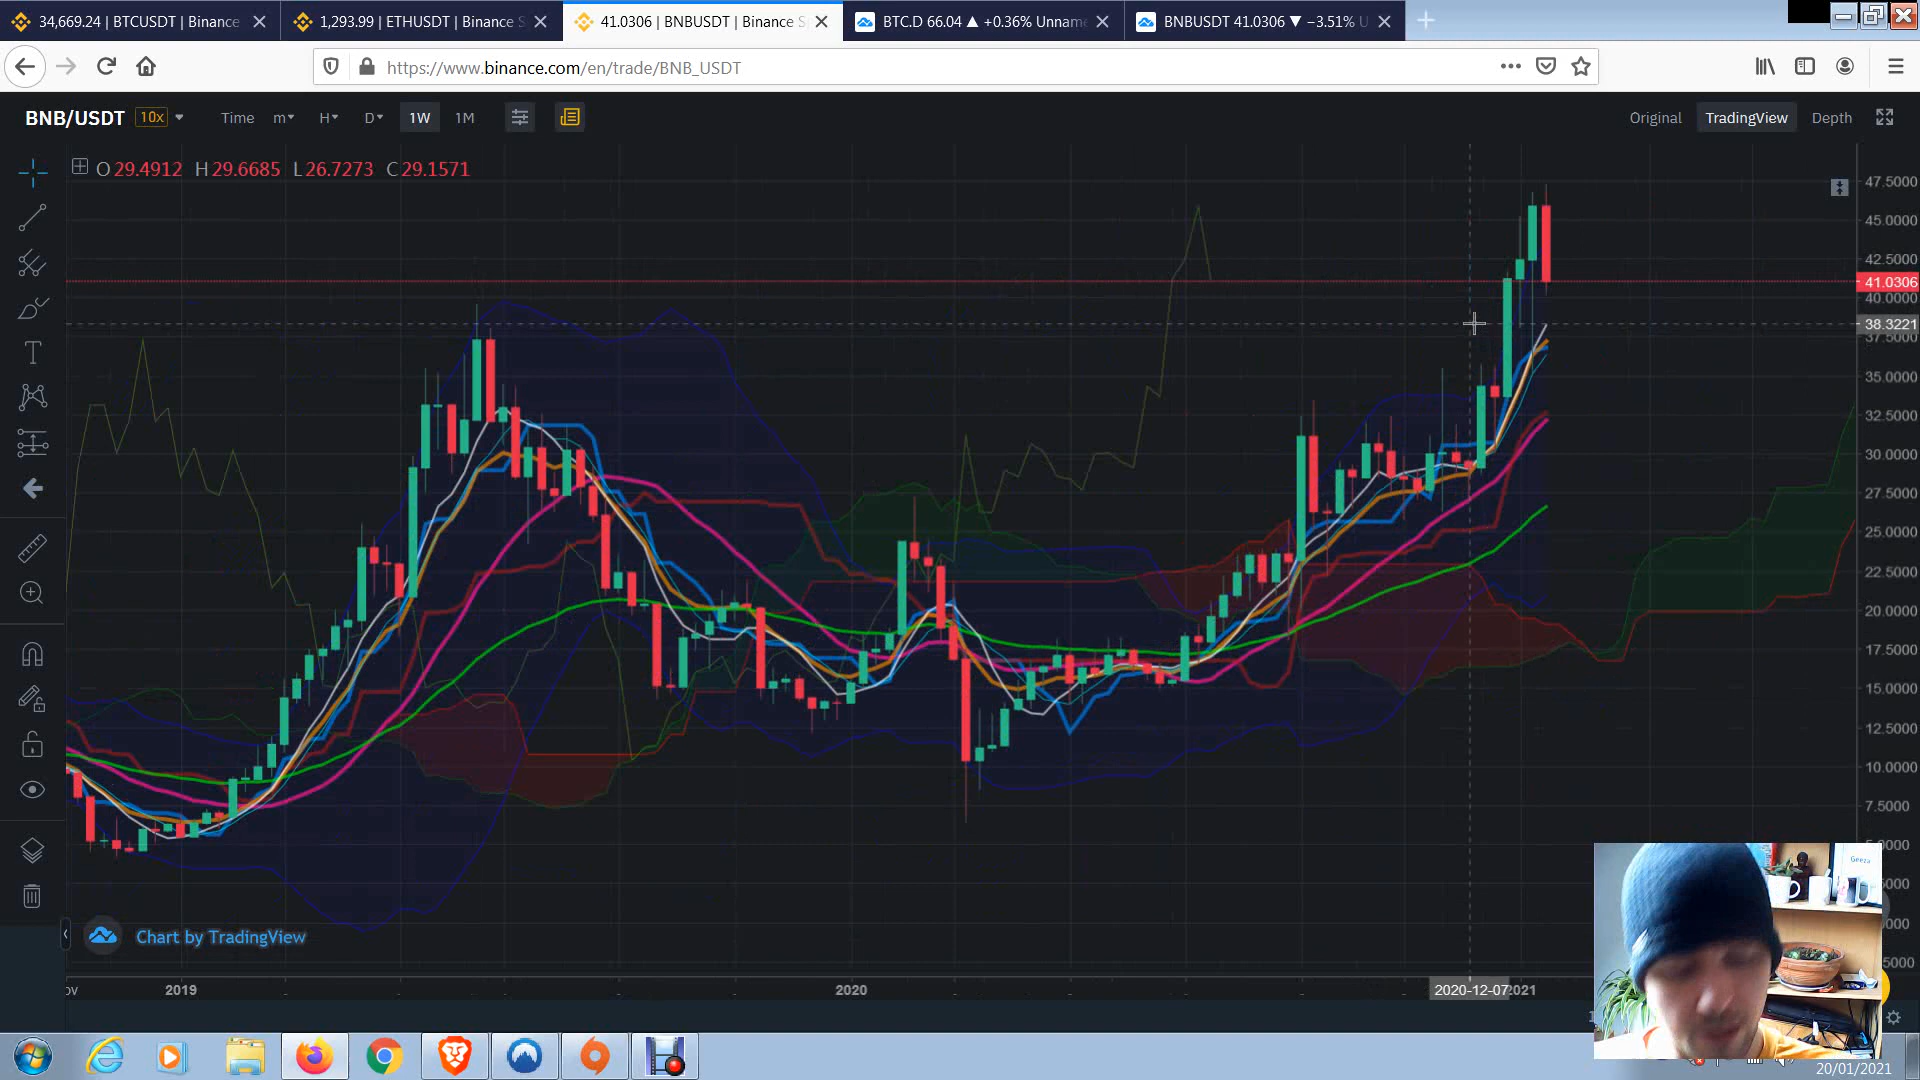 34,669.24 | BTCUSDT | Binance
1,293.99 | ETHUSDT | Binance S
41.0306 | BNBUSDT | Binance S
BTC.D 66.04 ▲ +0.36% Unnam
BNBUSDT 41.0306 ▼ −3.51% U
https://www.binance.com/en/trade/BNB_USDT
BNB/USDT 10x Time m H D 1W 1M Original TradingView Depth
O 29.4912 H 29.6685 L 26.7273 C 29.1571
47.5000
45.0000
42.5000
41.0306
40.0000
38.3221
37.5000
35.0000
32.5000
30.0000
27.5000
25.0000
22.5000
20.0000
17.5000
15.0000
12.5000
10.0000
7.5000
Geeza
Chart by TradingView
2019 2020 2020-12-07 2021
20/01/2021